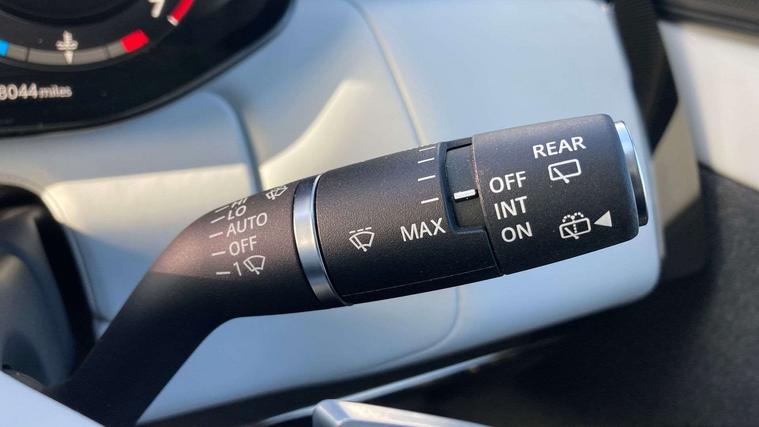 8044 miles
HI
LO
AUTO
OFF
1
MAX
REAR
OFF
INT
ON